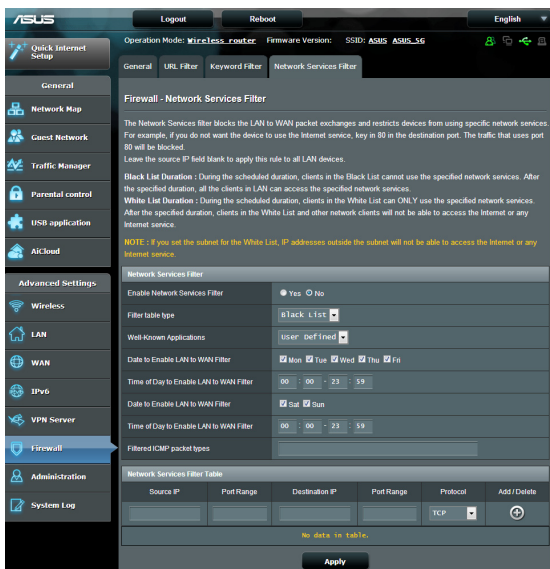 ASUS
Logout
Reboot
English
Quick Internet
Setup
Operation Mode: Wireless router Firmware Version: SSID: ASUS ASUS_5G
General
URL Filter
Keyword Filter
Network Services Filter
General
Network Map
Guest Network
Traffic Manager
Parental control
USB application
AiCloud
Advanced Settings
Wireless
LAN
WAN
IPv6
VPN Server
Firewall
Administration
System Log
Firewall - Network Services Filter
The Network Services filter blocks the LAN to WAN packet exchanges and restricts devices from using specific network services.
For example, if you do not want the device to use the Internet service, key in 80 in the destination port. The traffic that uses port
80 will be blocked.
Leave the source IP field blank to apply this rule to all LAN devices.
Black List Duration : During the scheduled duration, clients in the Black List cannot use the specified network services. After
the specified duration, all the clients in LAN can access the specified network services.
White List Duration : During the scheduled duration, clients in the White List can ONLY use the specified network services.
After the specified duration, clients in the White List and other network clients will not be able to access the Internet or any
Internet service.
NOTE : If you set the subnet for the White List, IP addresses outside the subnet will not be able to access the Internet or any
Internet service.
Network Services Filter
Enable Network Services Filter
Yes No
Filter table type
Black List
Well-Known Applications
User Defined
Date to Enable LAN to WAN Filter
Mon Tue Wed Thu Fri
Time of Day to Enable LAN to WAN Filter
00 : 00 - 23 : 59
Date to Enable LAN to WAN Filter
Sat Sun
Time of Day to Enable LAN to WAN Filter
00 : 00 - 23 : 59
Filtered ICMP packet types
Network Services Filter Table
Source IP
Port Range
Destination IP
Port Range
Protocol
Add / Delete
TCP
No data in table.
Apply